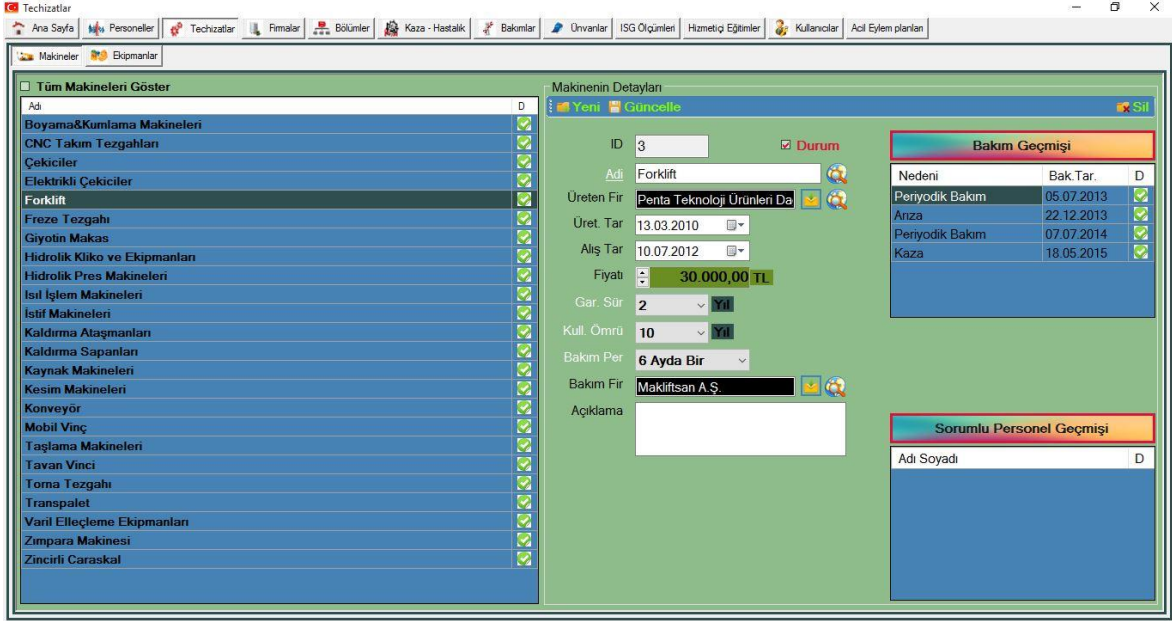 Techizatlar
Ana Sayfa Personeller Techizatlar Firmalar Bölümler Kaza - Hastalık Bakımlar Ünvanlar ISG Ölçümleri Hizmetiçi Eğitimler Kullanıcılar Acil Eylem planları
Makineler Ekipmanlar
Tüm Makineleri Göster
Adı D
Boyama&Kumlama Makineleri
CNC Takım Tezgahları
Çekiciler
Elektrikli Çekiciler
Forklift
Freze Tezgahı
Giyotin Makas
Hidrolik Kliko ve Ekipmanları
Hidrolik Pres Makineleri
Isıl İşlem Makineleri
İstif Makineleri
Kaldırma Ataşmanları
Kaldırma Sapanları
Kaynak Makineleri
Kesim Makineleri
Konveyör
Mobil Vinç
Taşlama Makineleri
Tavan Vinci
Torna Tezgahı
Transpalet
Varil Elleçleme Ekipmanları
Zımpara Makinesi
Zincirli Caraskal
Makinenin Detayları
Yeni Güncelle Sil
ID 3 Durum
Adi Forklift
Üreten Fir Penta Teknoloji Ürünleri Da
Üret. Tar 13.03.2010
Alış Tar 10.07.2012
Fiyatı 30.000,00 TL
Gar. Sür 2 Yıl
Kull. Ömrü 10 Yıl
Bakım Per 6 Ayda Bir
Bakım Fir Makliftsan A.Ş.
Açıklama
Bakım Geçmişi
Nedeni Bak.Tar. D
Periyodik Bakım 05.07.2013
Arıza 22.12.2013
Periyodik Bakım 07.07.2014
Kaza 18.05.2015
Sorumlu Personel Geçmişi
Adı Soyadı D